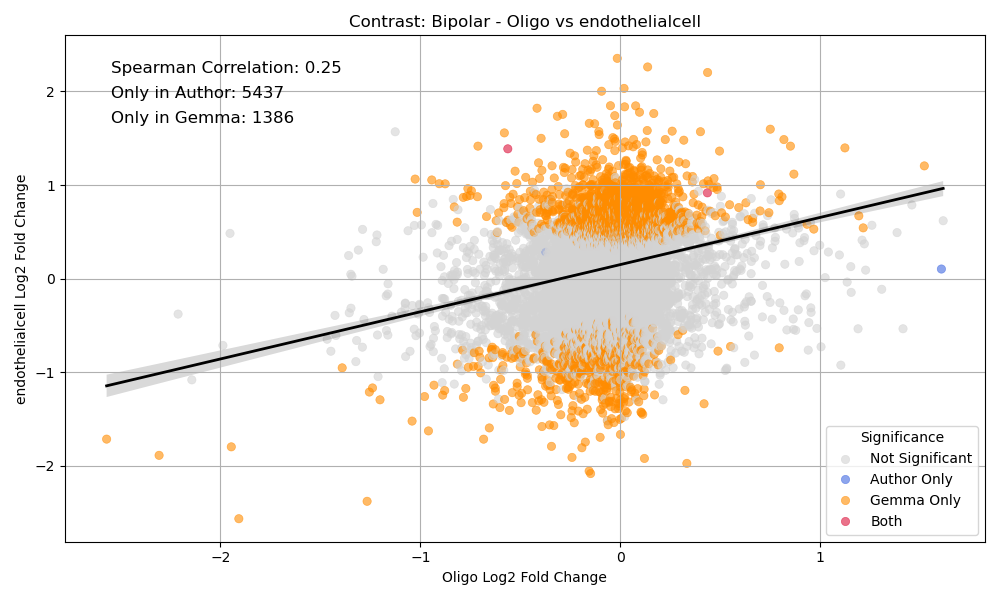 Contrast: Bipolar - Oligo vs endothelialcell
Spearman Correlation: 0.25
Only in Author: 5437
Only in Gemma: 1386
endothelialcell Log2 Fold Change
2
1
0
−1
−2
Significance
Not Significant
Author Only
Gemma Only
Both
−2
−1
0
1
Oligo Log2 Fold Change